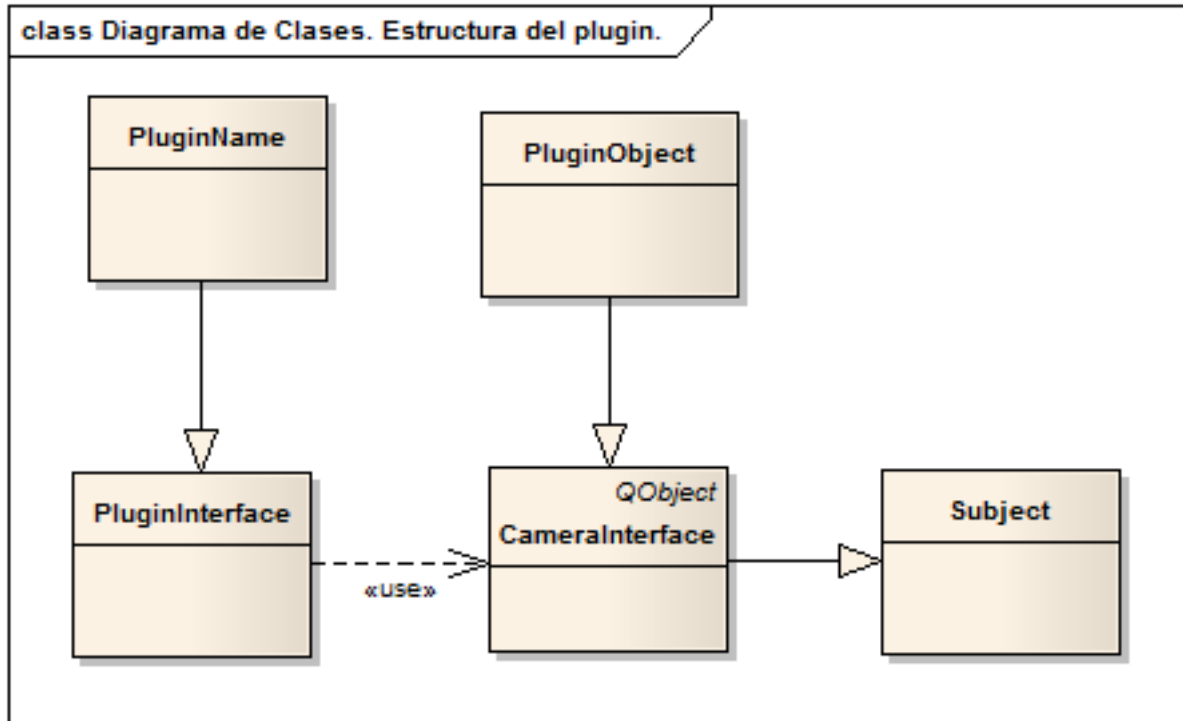 class Diagrama de Clases. Estructura del plugin.
PluginName
PluginObject
PluginInterface
«use»
QObject
CameraInterface
Subject